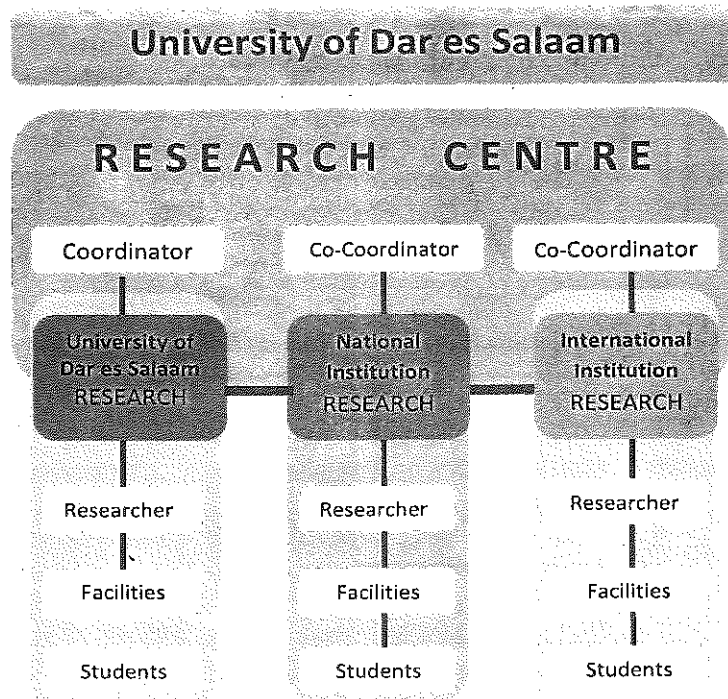 University of Dar es Salaam
RESEARCH CENTRE
Coordinator
Co-Coordinator
Co-Coordinator
University of
Dar es Salaam
RESEARCH
National
Institution
RESEARCH
International
Institution
RESEARCH
Researcher
Researcher
Researcher
Facilities
Facilities
Facilities
Students
Students
Students